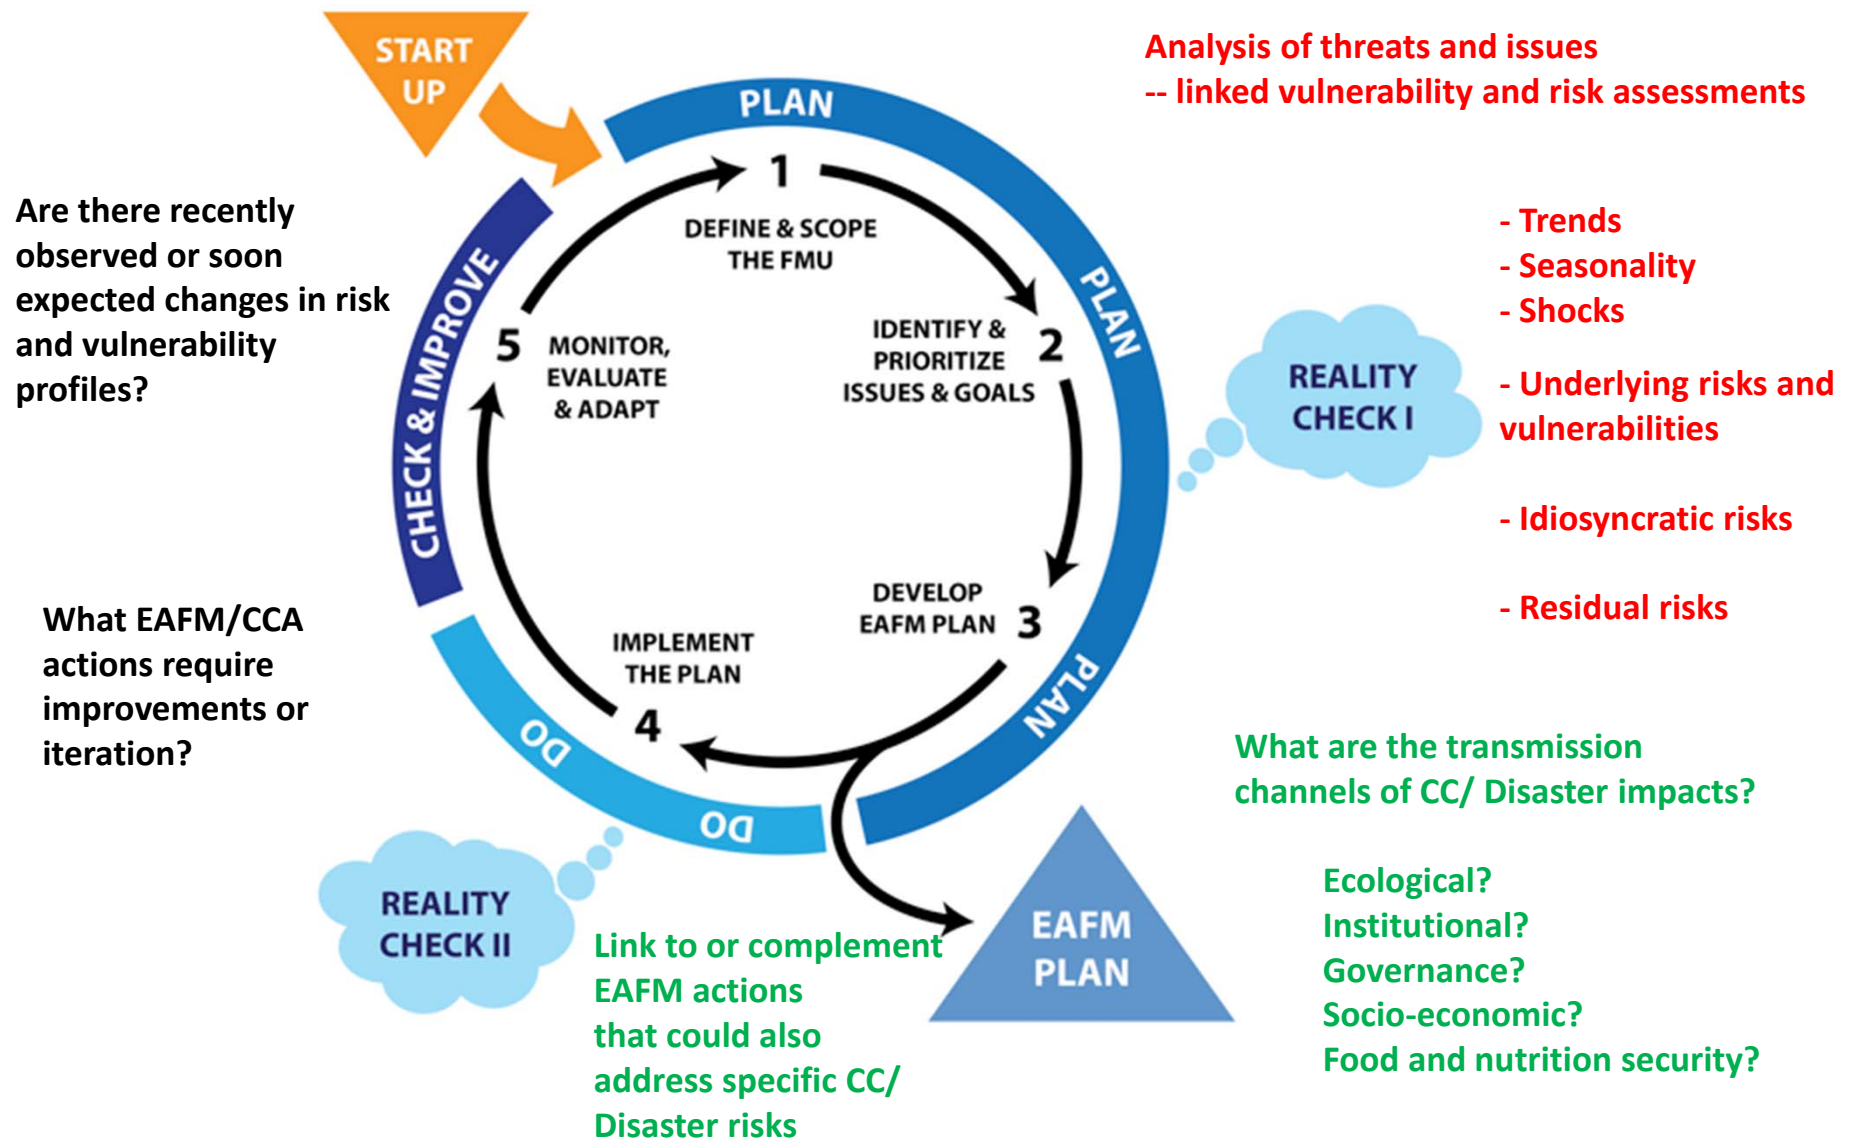 START
UP
Analysis of threats and issues
-- linked vulnerability and risk assessments
PLAN
1
DEFINE & SCOPE
THE FMU
PLAN
2
IDENTIFY &
PRIORITIZE
ISSUES & GOALS
REALITY
CHECK I
- Trends
- Seasonality
- Shocks
- Underlying risks and
vulnerabilities
- Idiosyncratic risks
- Residual risks
DEVELOP
EAFM PLAN
3
PLAN
What are the transmission
channels of CC/ Disaster impacts?
Ecological?
Institutional?
Governance?
Socio-economic?
Food and nutrition security?
EAFM
PLAN
IMPLEMENT
THE PLAN
4
DO
DO
REALITY
CHECK II
Link to or complement
EAFM actions
that could also
address specific CC/
Disaster risks
5
MONITOR,
EVALUATE
& ADAPT
CHECK & IMPROVE
Are there recently
observed or soon
expected changes in risk
and vulnerability
profiles?
What EAFM/CCA
actions require
improvements or
iteration?